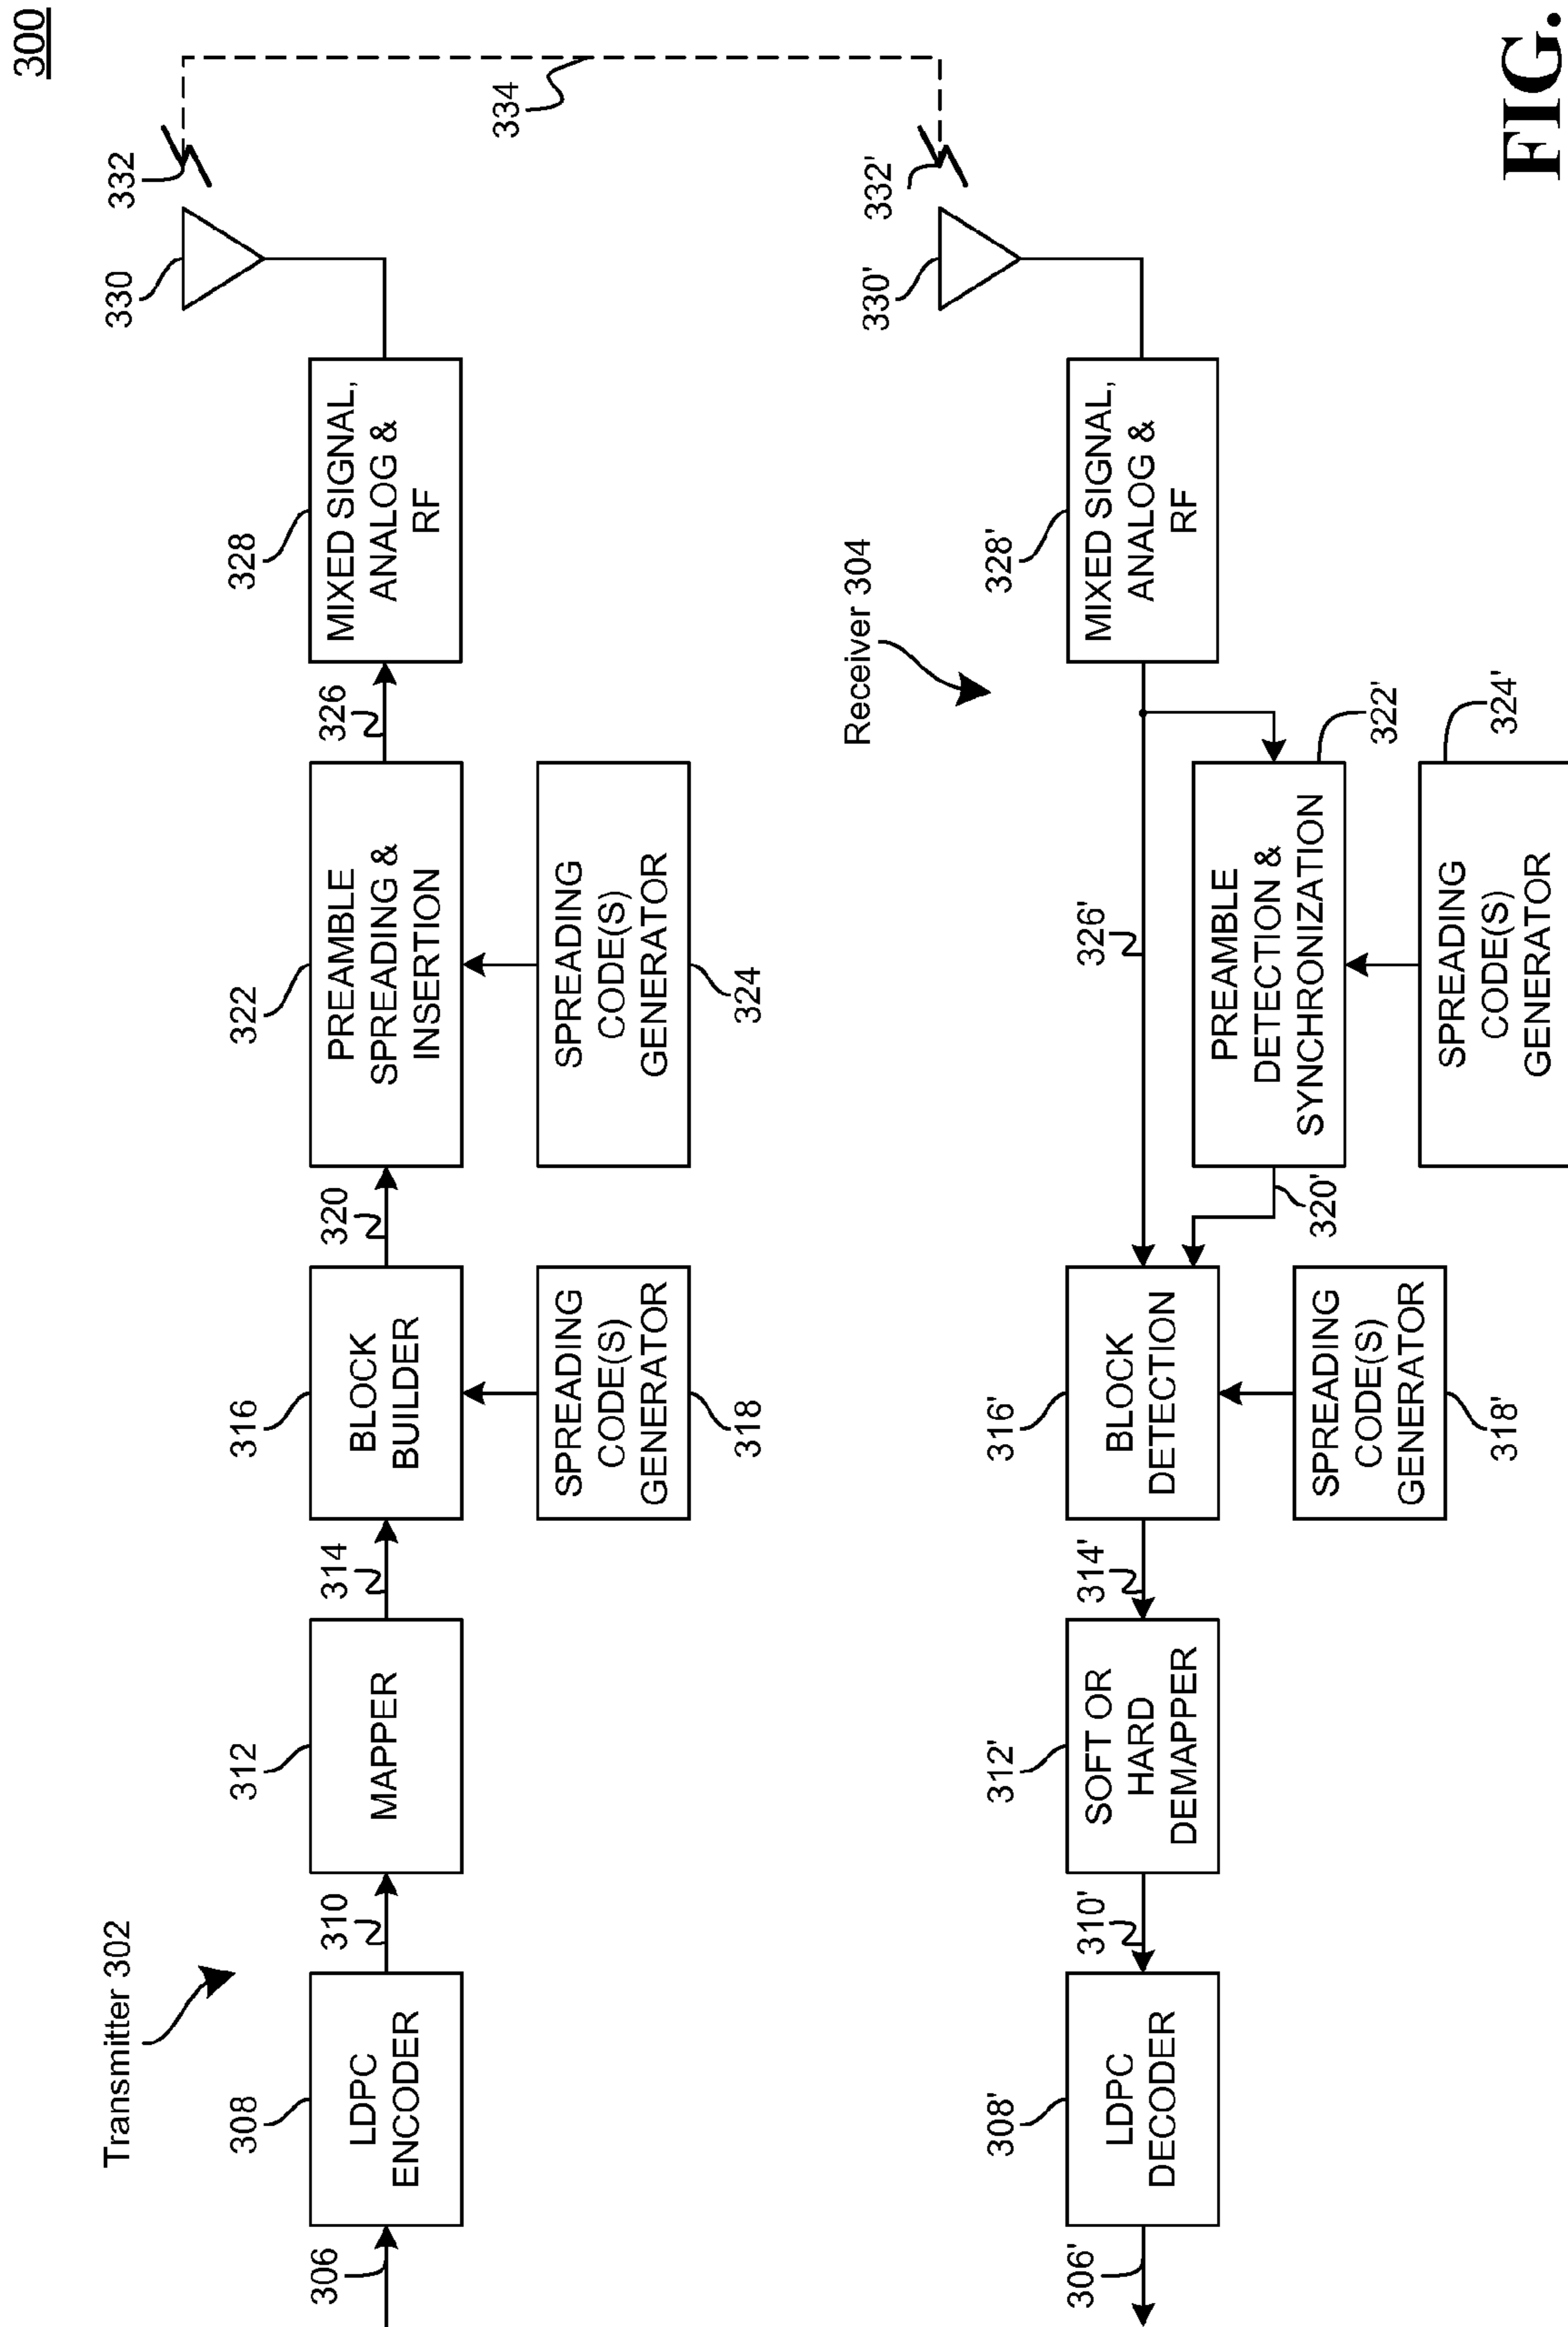 300
Transmitter 302
306
308
LDPC
ENCODER
310
312
MAPPER
314
316
BLOCK
BUILDER
318
SPREADING
CODE(S)
GENERATOR
320
322
PREAMBLE
SPREADING &
INSERTION
324
SPREADING
CODE(S)
GENERATOR
326
328
MIXED SIGNAL,
ANALOG &
RF
330
332
334
Receiver 304
306'
308'
LDPC
DECODER
310'
312'
SOFT OR
HARD
DEMAPPER
314'
316'
BLOCK
DETECTION
318'
SPREADING
CODE(S)
GENERATOR
320'
326'
PREAMBLE
DETECTION &
SYNCHRONIZATION
322'
SPREADING
CODE(S)
GENERATOR
324'
328'
MIXED SIGNAL,
ANALOG &
RF
330'
332'
FIG.